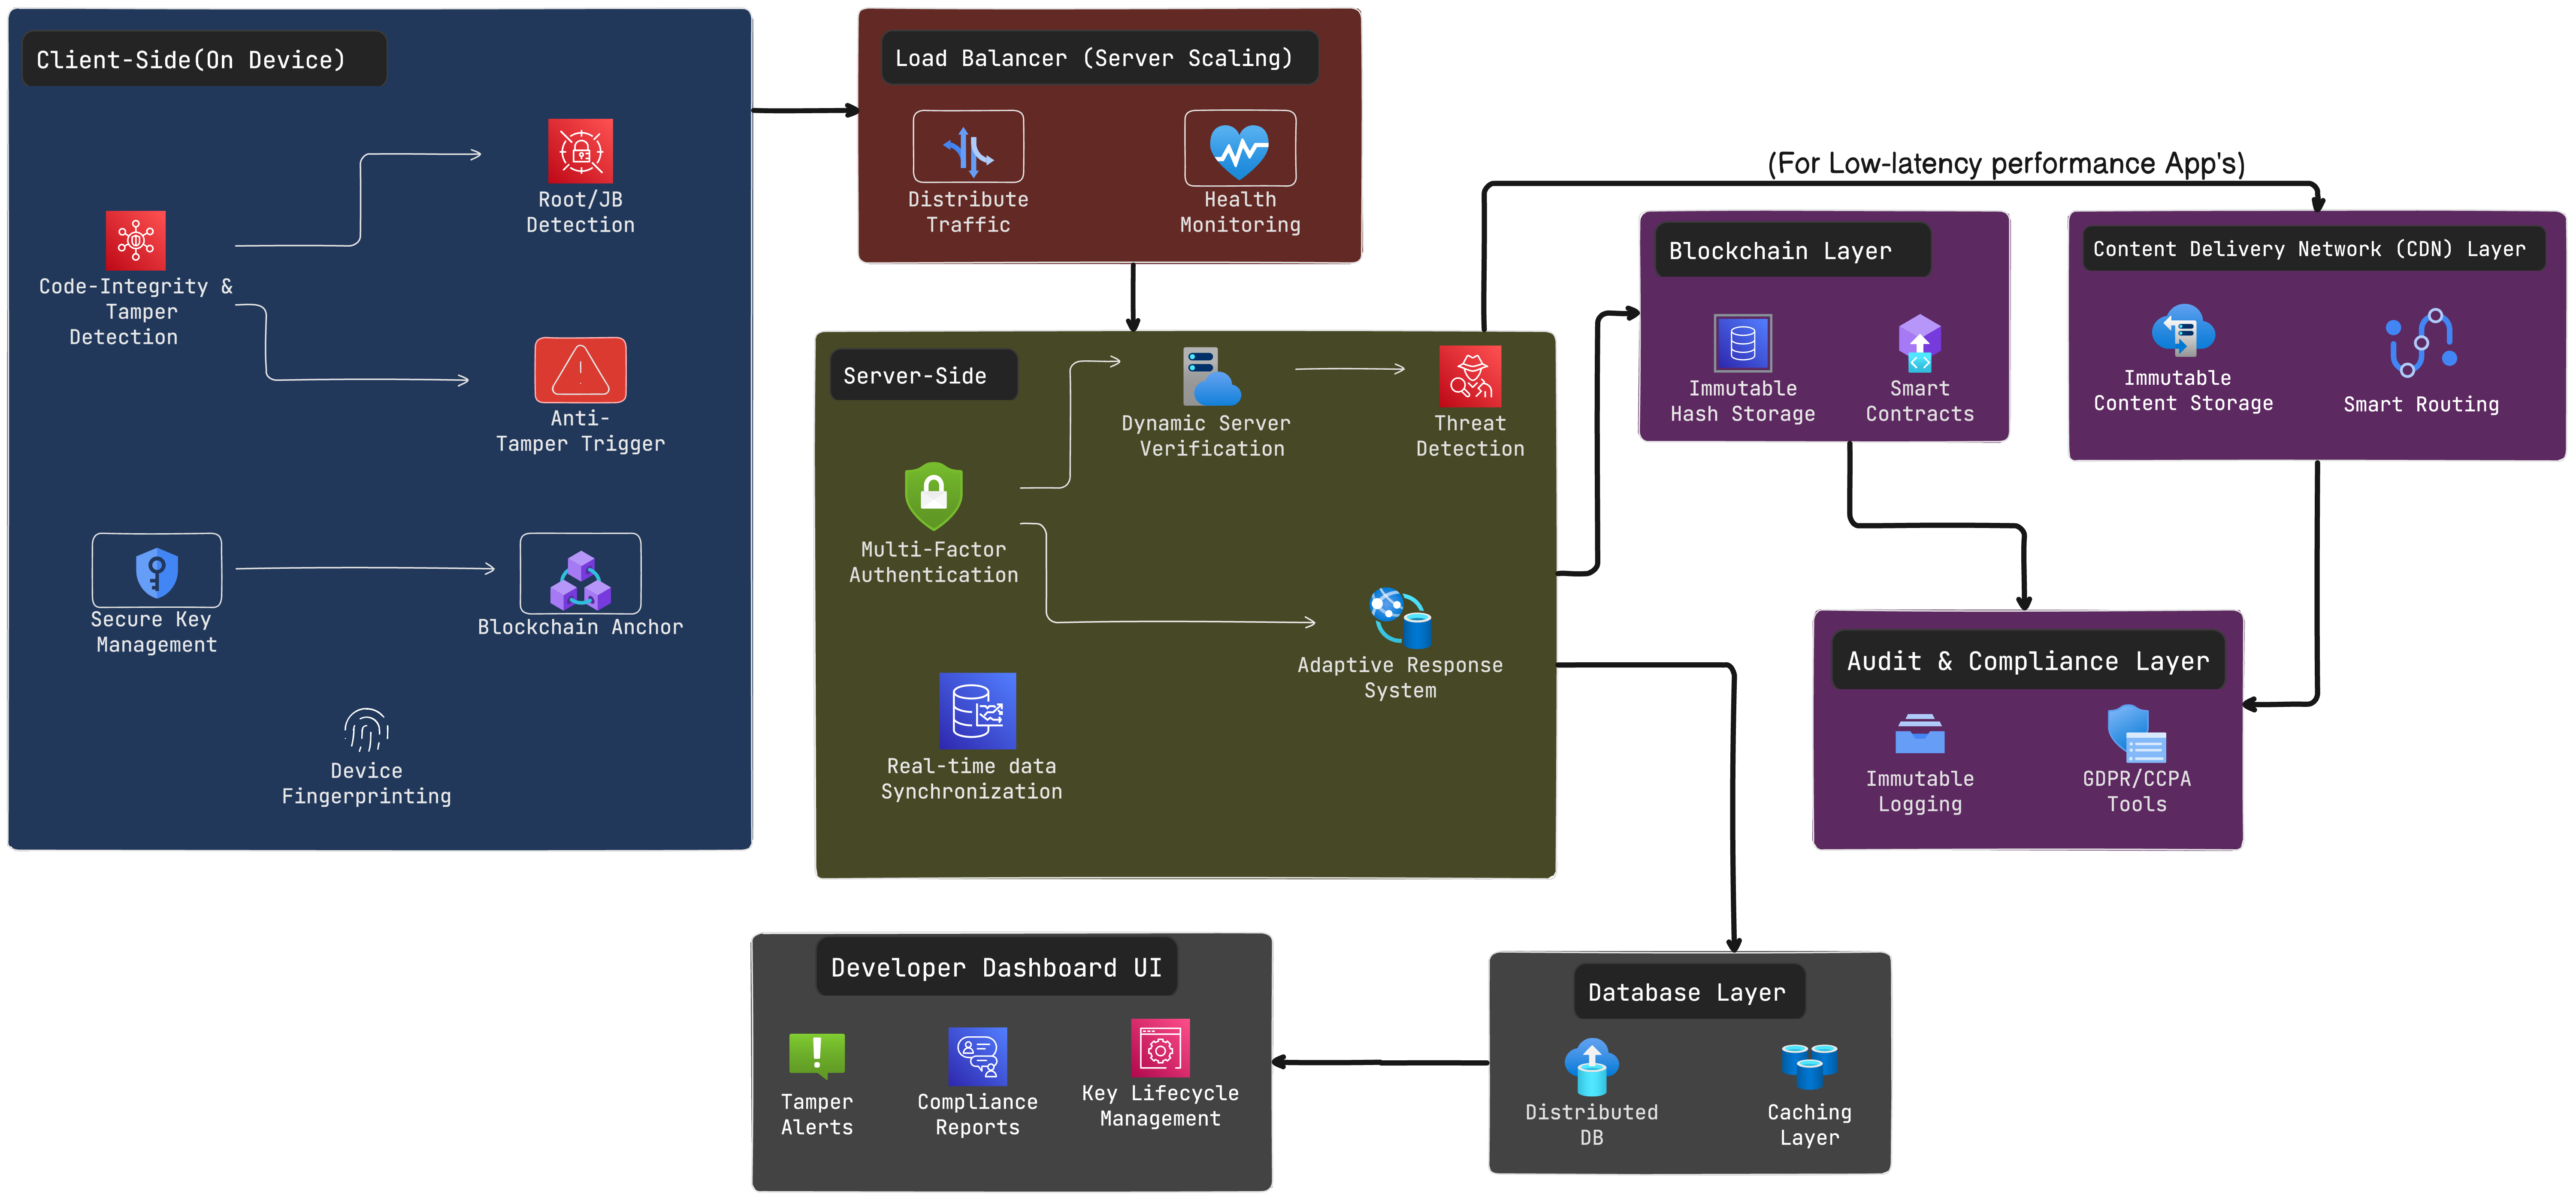 Client-Side(On Device)
Root/JB
Detection
Code-Integrity &
Tamper
Detection
Anti-
Tamper Trigger
Secure Key
Management
Blockchain Anchor
Device
Fingerprinting
Load Balancer (Server Scaling)
Distribute
Traffic
Health
Monitoring
Server-Side
Dynamic Server
Verification
Threat
Detection
Multi-Factor
Authentication
Adaptive Response
System
Real-time data
Synchronization
(For Low-latency performance App's)
Blockchain Layer
Immutable
Hash Storage
Smart
Contracts
Content Delivery Network (CDN) Layer
Immutable
Content Storage
Smart Routing
Audit & Compliance Layer
Immutable
Logging
GDPR/CCPA
Tools
Developer Dashboard UI
Tamper
Alerts
Compliance
Reports
Key Lifecycle
Management
Database Layer
Distributed
DB
Caching
Layer